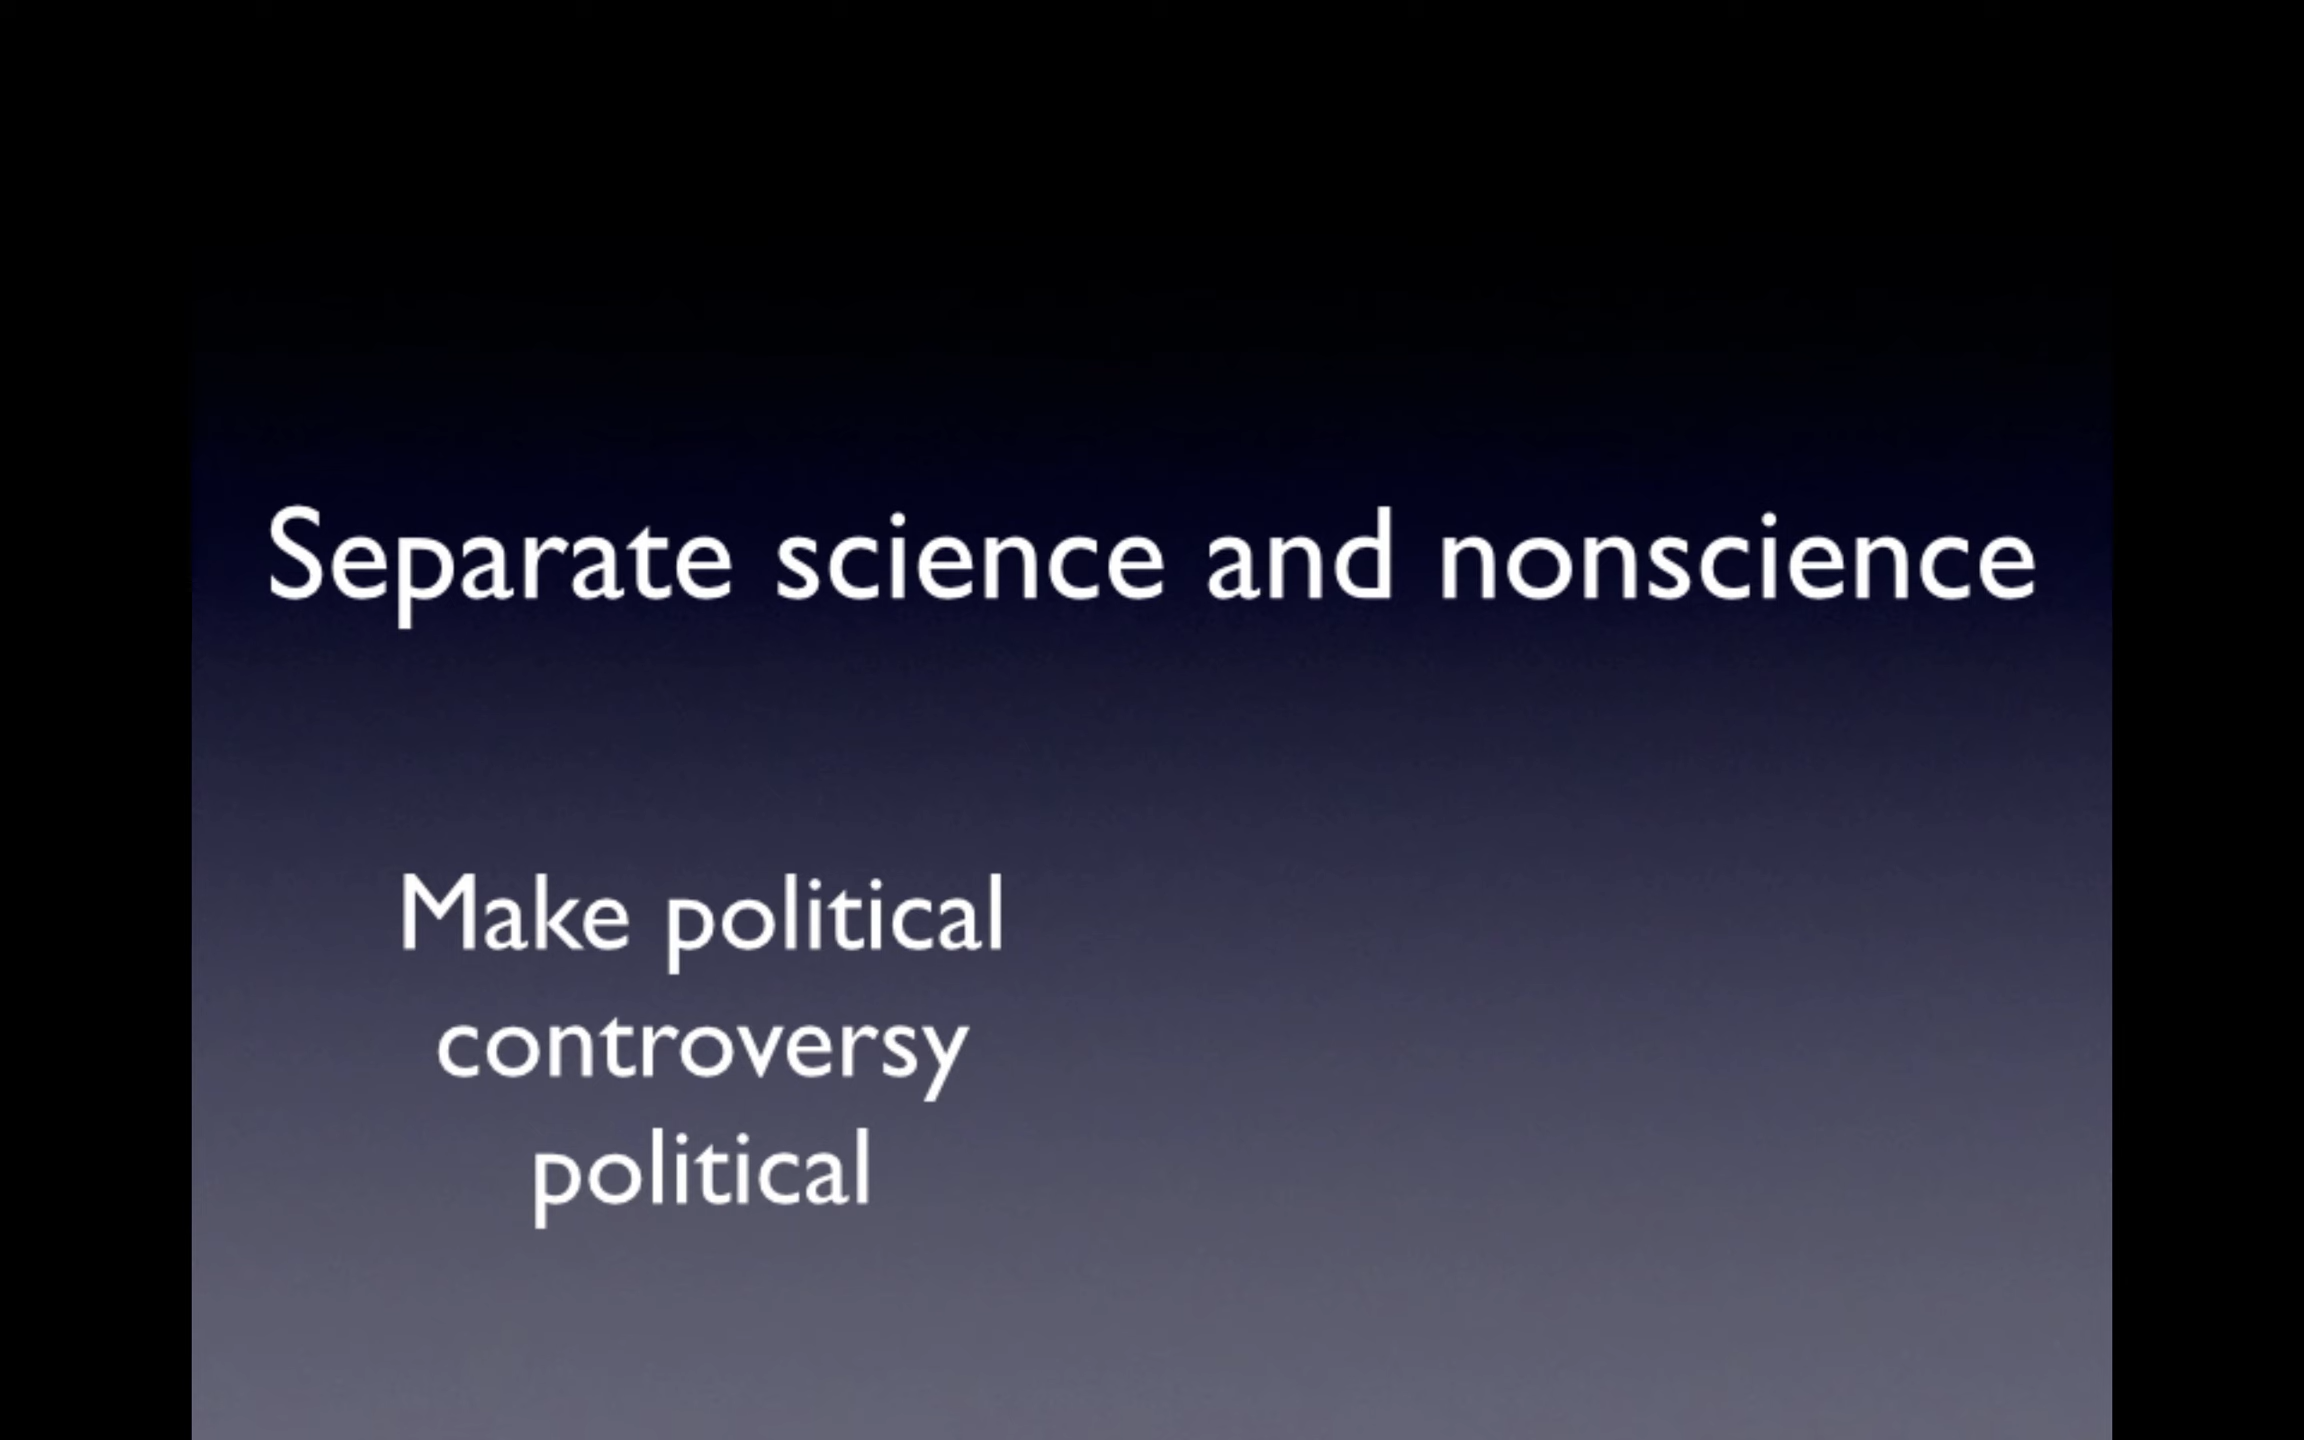 Separate science and nonscience
Make political
controversy
political